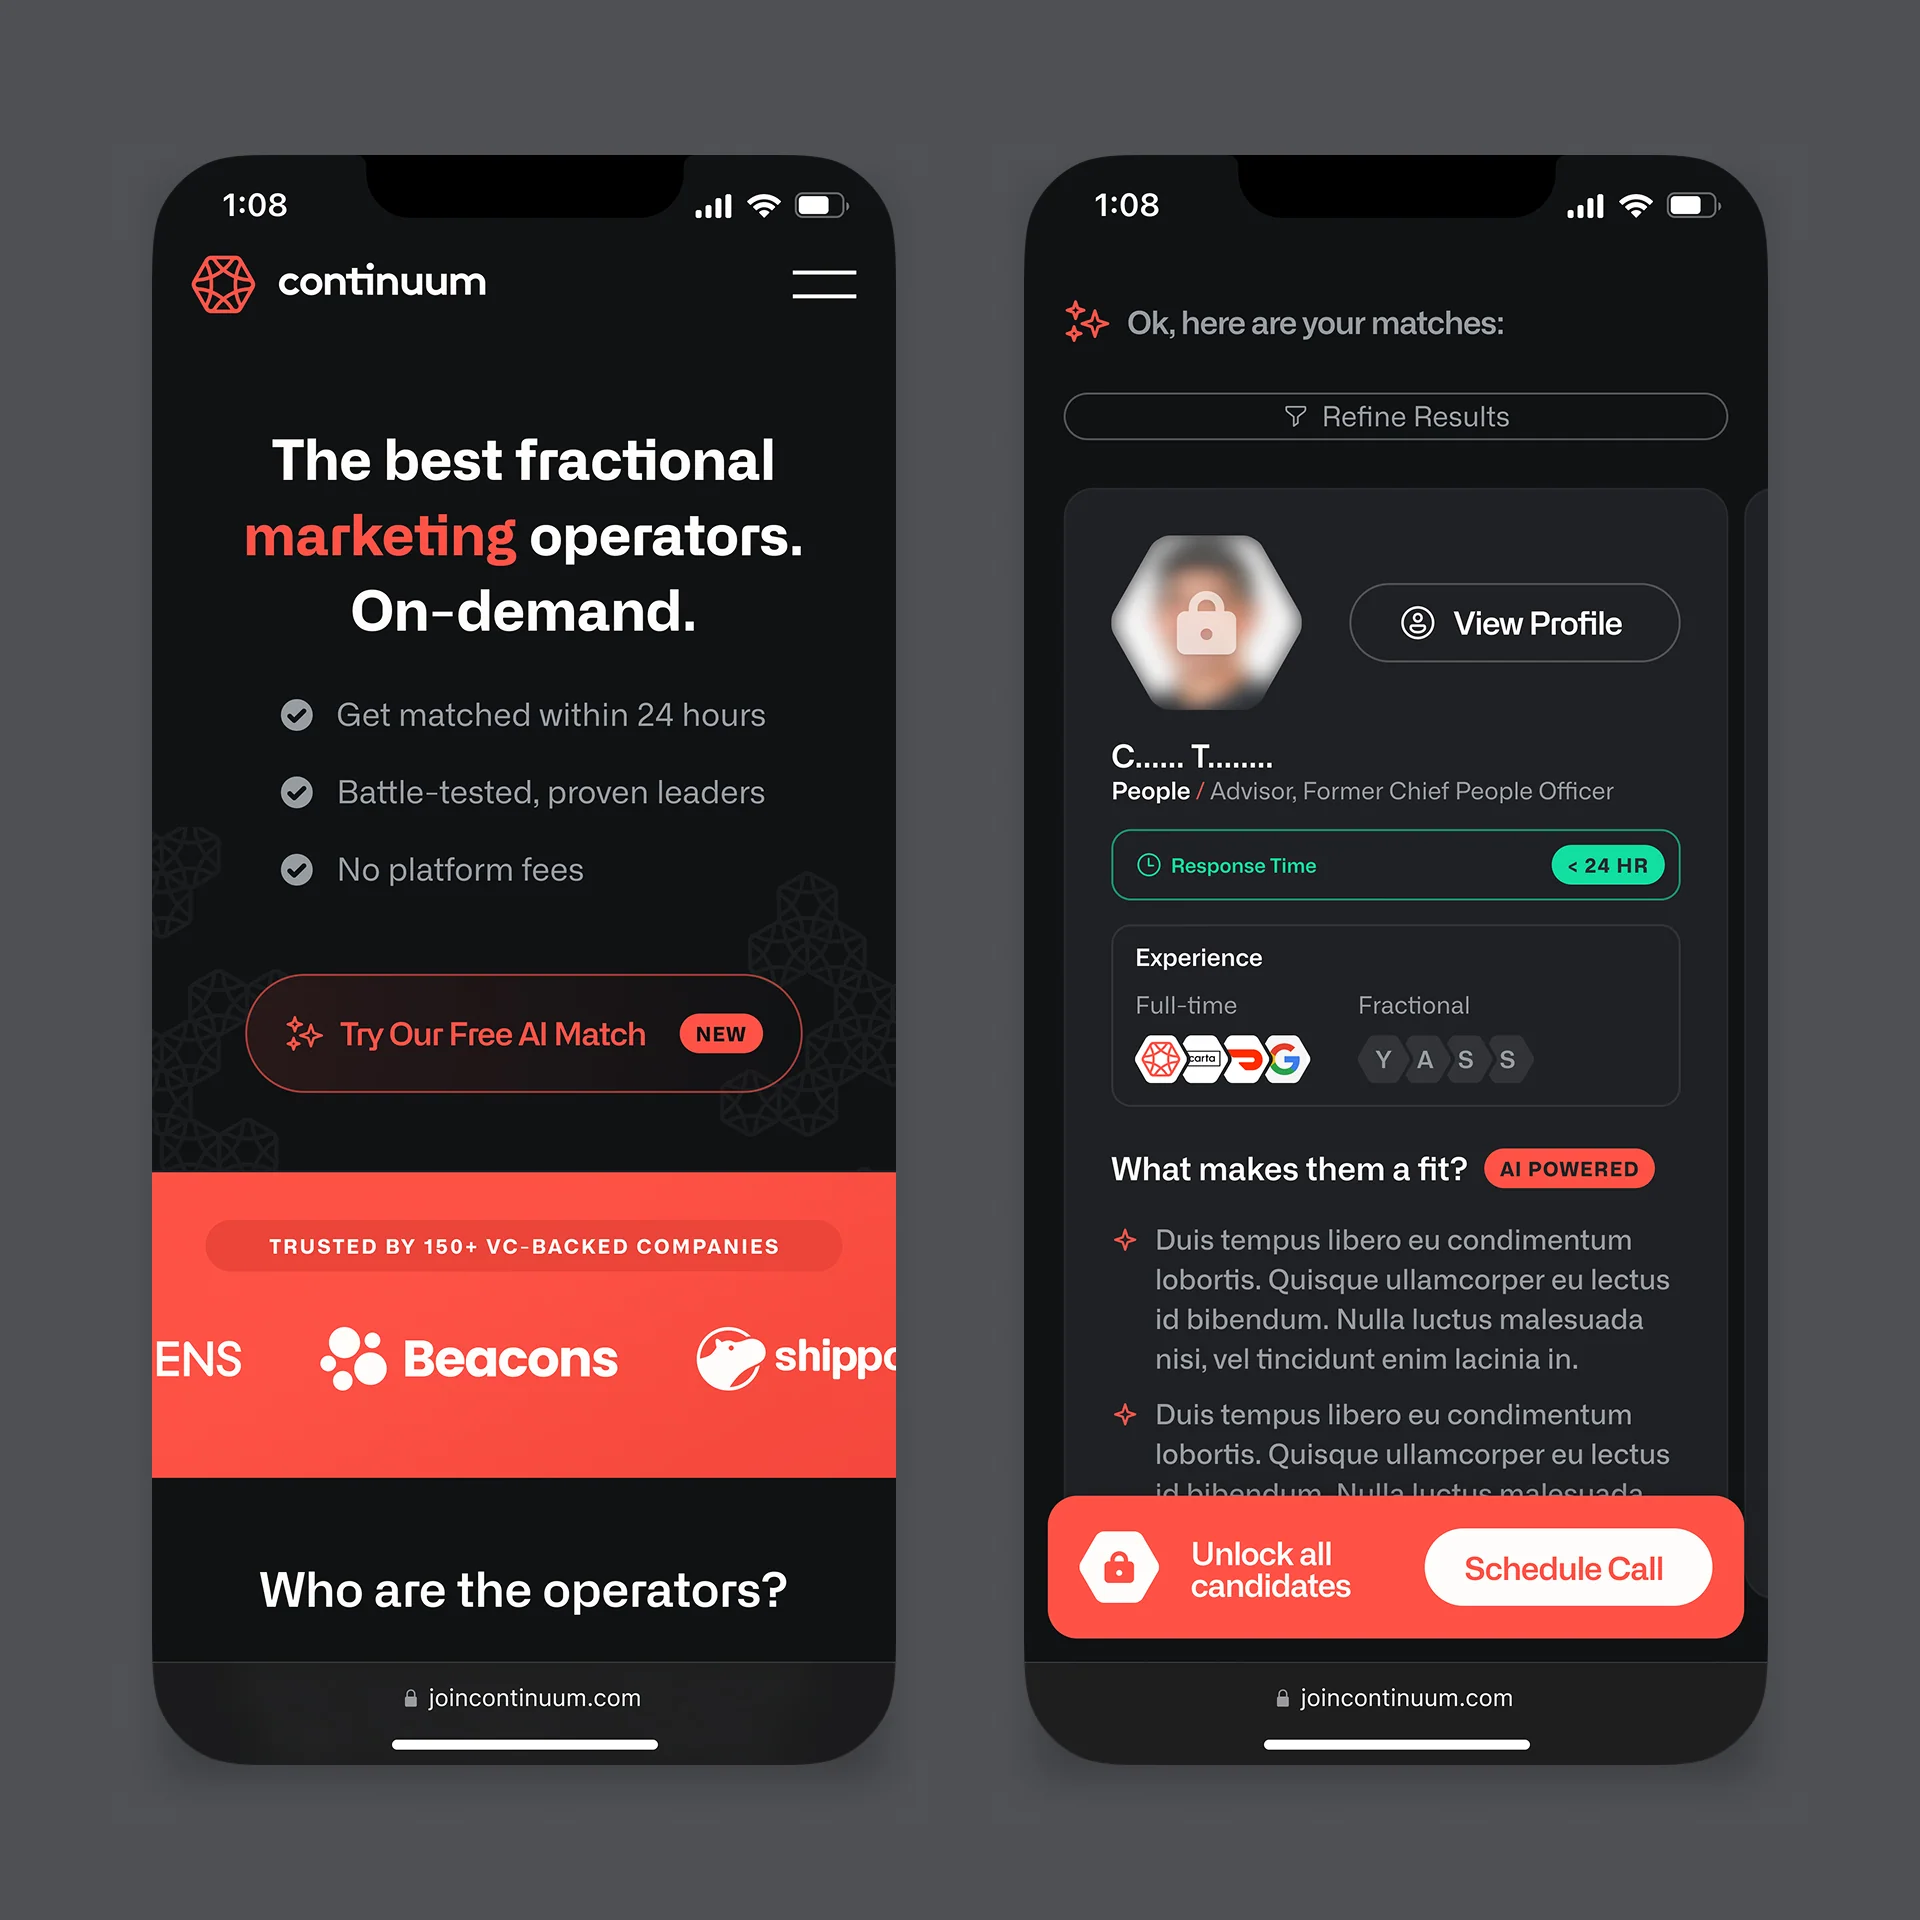 1:08
continuum
The best fractional
marketing operators.
On-demand.
Get matched within 24 hours
Battle-tested, proven leaders
No platform fees
Try Our Free AI Match NEW
TRUSTED BY 150+ VC-BACKED COMPANIES
ENS Beacons shippo
Who are the operators?
joincontinuum.com
1:08
Ok, here are your matches:
Refine Results
View Profile
C...... T........
People / Advisor, Former Chief People Officer
Response Time < 24 HR
Experience
Full-time Fractional
carta G Y A S S
What makes them a fit? AI POWERED
Duis tempus libero eu condimentum
lobortis. Quisque ullamcorper eu lectus
id bibendum. Nulla luctus malesuada
nisi, vel tincidunt enim lacinia in.
Duis tempus libero eu condimentum
lobortis. Quisque ullamcorper eu lectus
id bibendum. Nulla luctus malesuada
Unlock all
candidates
Schedule Call
joincontinuum.com